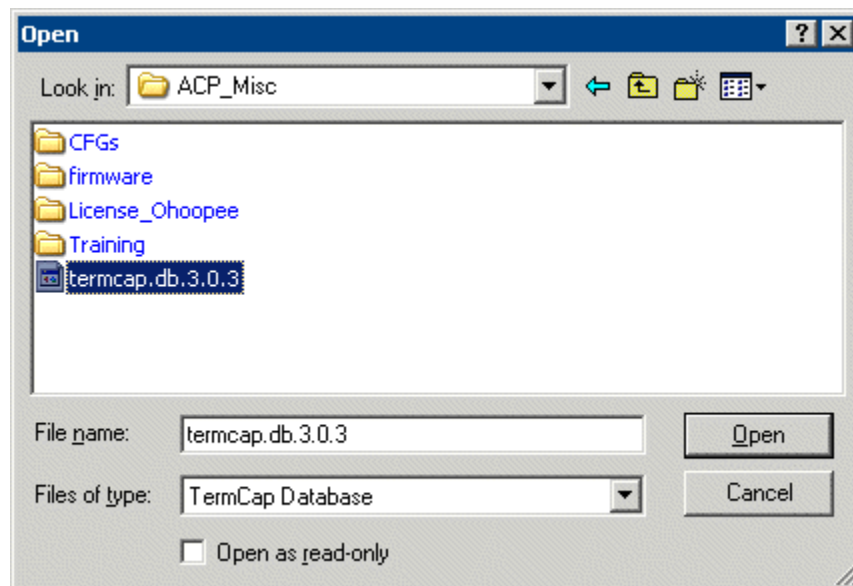 Open
Look in: ACP_Misc
CFGs
firmware
License_Ohoopee
Training
termcap.db.3.0.3
File name: termcap.db.3.0.3 Open
Files of type: TermCap Database Cancel
Open as read-only